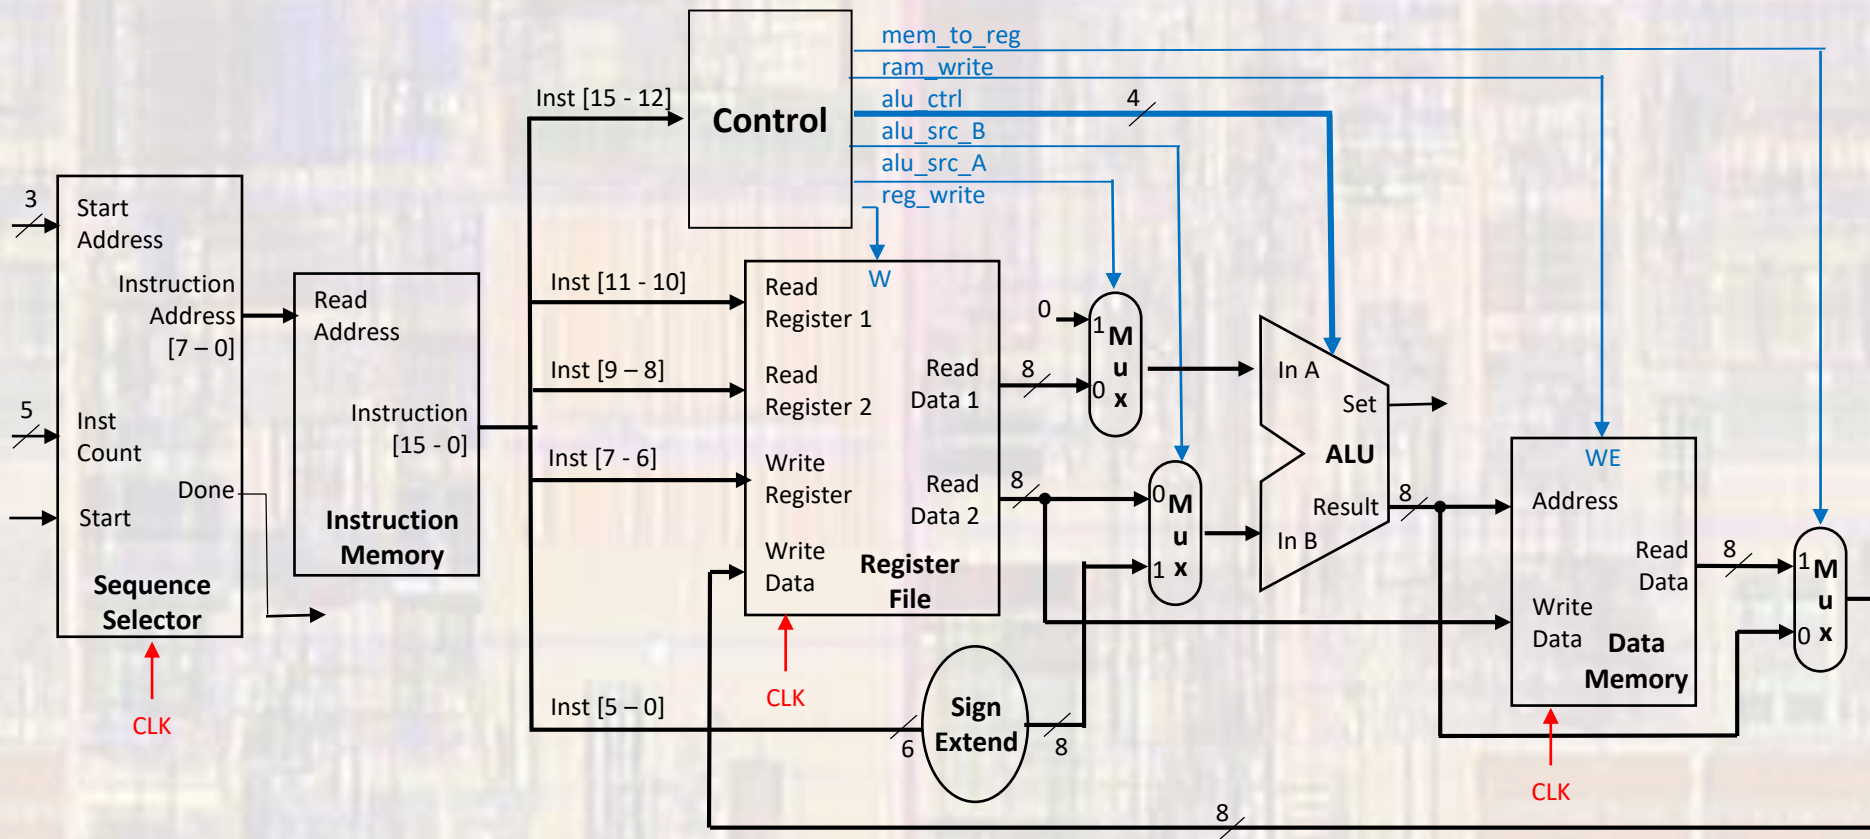 mem_to_reg
ram_write
alu_ctrl
alu_src_B
alu_src_A
reg_write
4
Control
Inst [15 - 12]
3
Start
Address
Instruction
Address
[7 – 0]
5
Inst
Count
Done
Start
Sequence
Selector
CLK
Read
Address
Instruction
[15 - 0]
Instruction
Memory
Inst [11 - 10]
Inst [9 – 8]
Inst [7 - 6]
Inst [5 – 0]
W
Read
Register 1
Read
Register 2
Write
Register
Write
Data
Read
Data 1
Read
Data 2
Register
File
CLK
6
Sign
Extend
8
8
8
0
1
0
M
u
x
0
1
M
u
x
In A
Set
ALU
Result
In B
8
WE
Address
Read
Data
Write
Data
Data
Memory
CLK
8
1
0
M
u
x
8